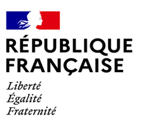 RÉPUBLIQUE
FRANÇAISE
Liberté
Égalité
Fraternité